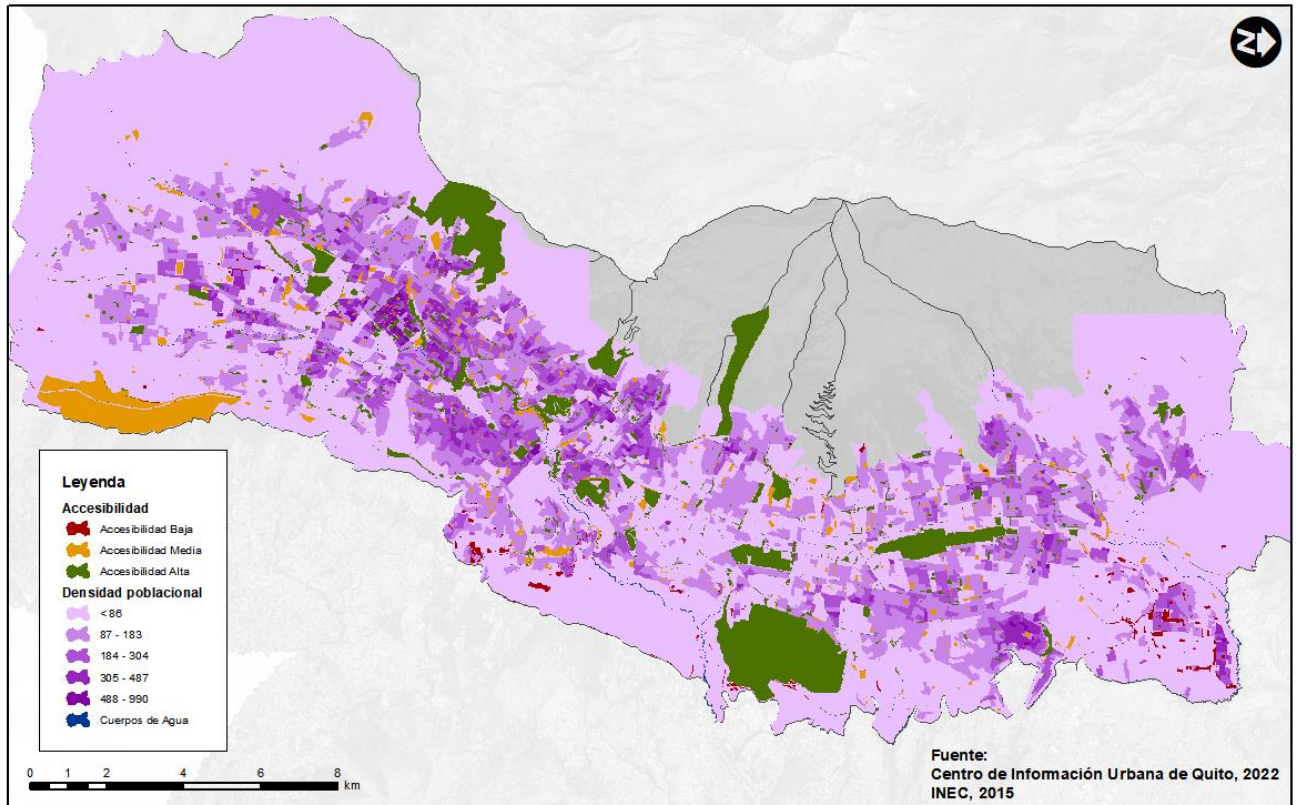 N
Leyenda
Accesibilidad
Accesibilidad Baja
Accesibilidad Media
Accesibilidad Alta
Densidad poblacional
< 86
87 - 183
184 - 304
305 - 487
488 - 990
Cuerpos de Agua
0 1 2 4 6 8
km
Fuente:
Centro de Información Urbana de Quito, 2022
INEC, 2015